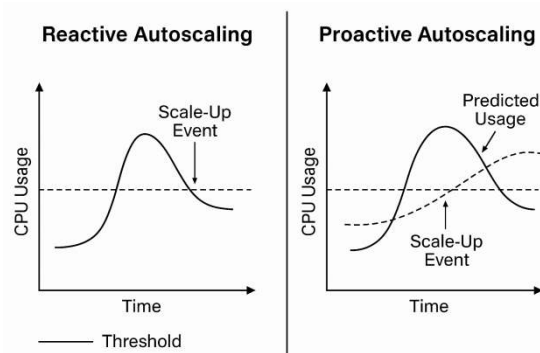 Reactive Autoscaling
CPU Usage
Scale-Up
Event
Time
Threshold
Proactive Autoscaling
CPU Usage
Predicted
Usage
Scale-Up
Event
Time